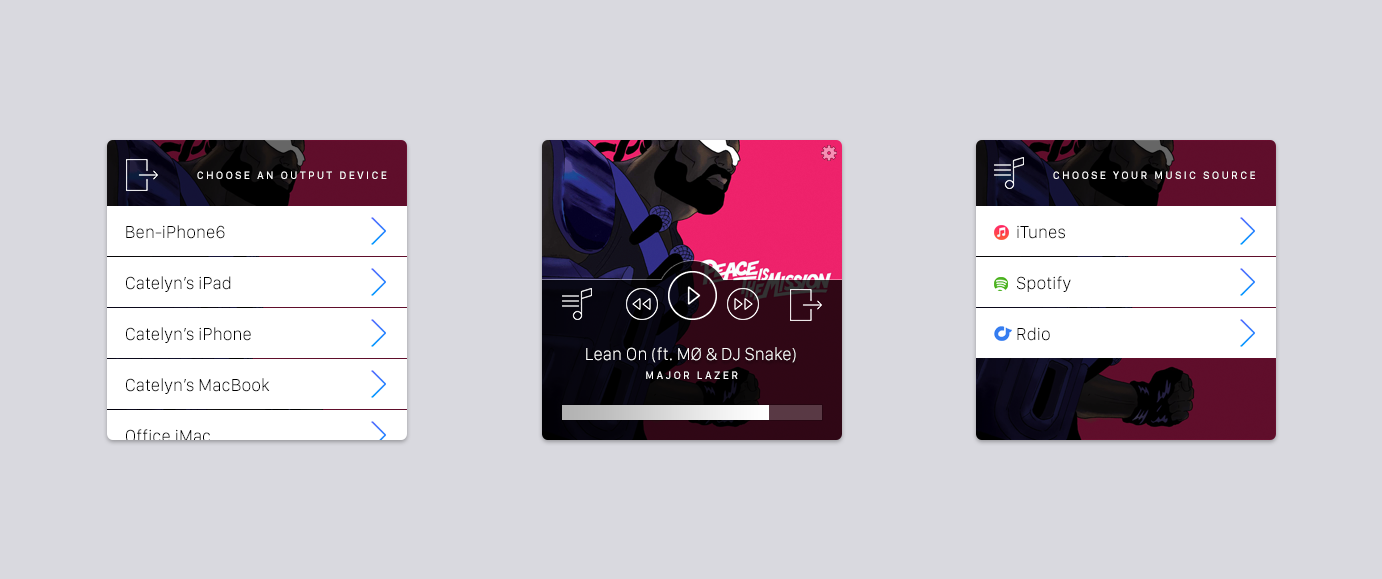 CHOOSE AN OUTPUT DEVICE
Ben-iPhone6
Catelyn’s iPad
Catelyn’s iPhone
Catelyn’s MacBook
Office iMac
PEACE IS
THE MISSION
Lean On (ft. MØ & DJ Snake)
MAJOR LAZER
CHOOSE YOUR MUSIC SOURCE
iTunes
Spotify
Rdio